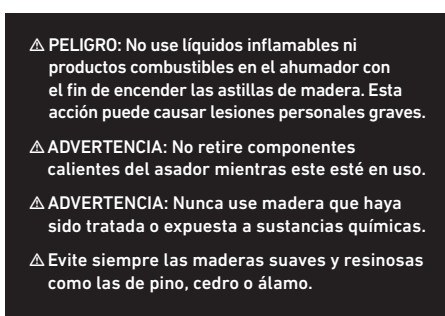 ⚠ PELIGRO: No use líquidos inflamables ni
productos combustibles en el ahumador con
el fin de encender las astillas de madera. Esta
acción puede causar lesiones personales graves.
⚠ ADVERTENCIA: No retire componentes
calientes del asador mientras este esté en uso.
⚠ ADVERTENCIA: Nunca use madera que haya
sido tratada o expuesta a sustancias químicas.
⚠ Evite siempre las maderas suaves y resinosas
como las de pino, cedro o álamo.